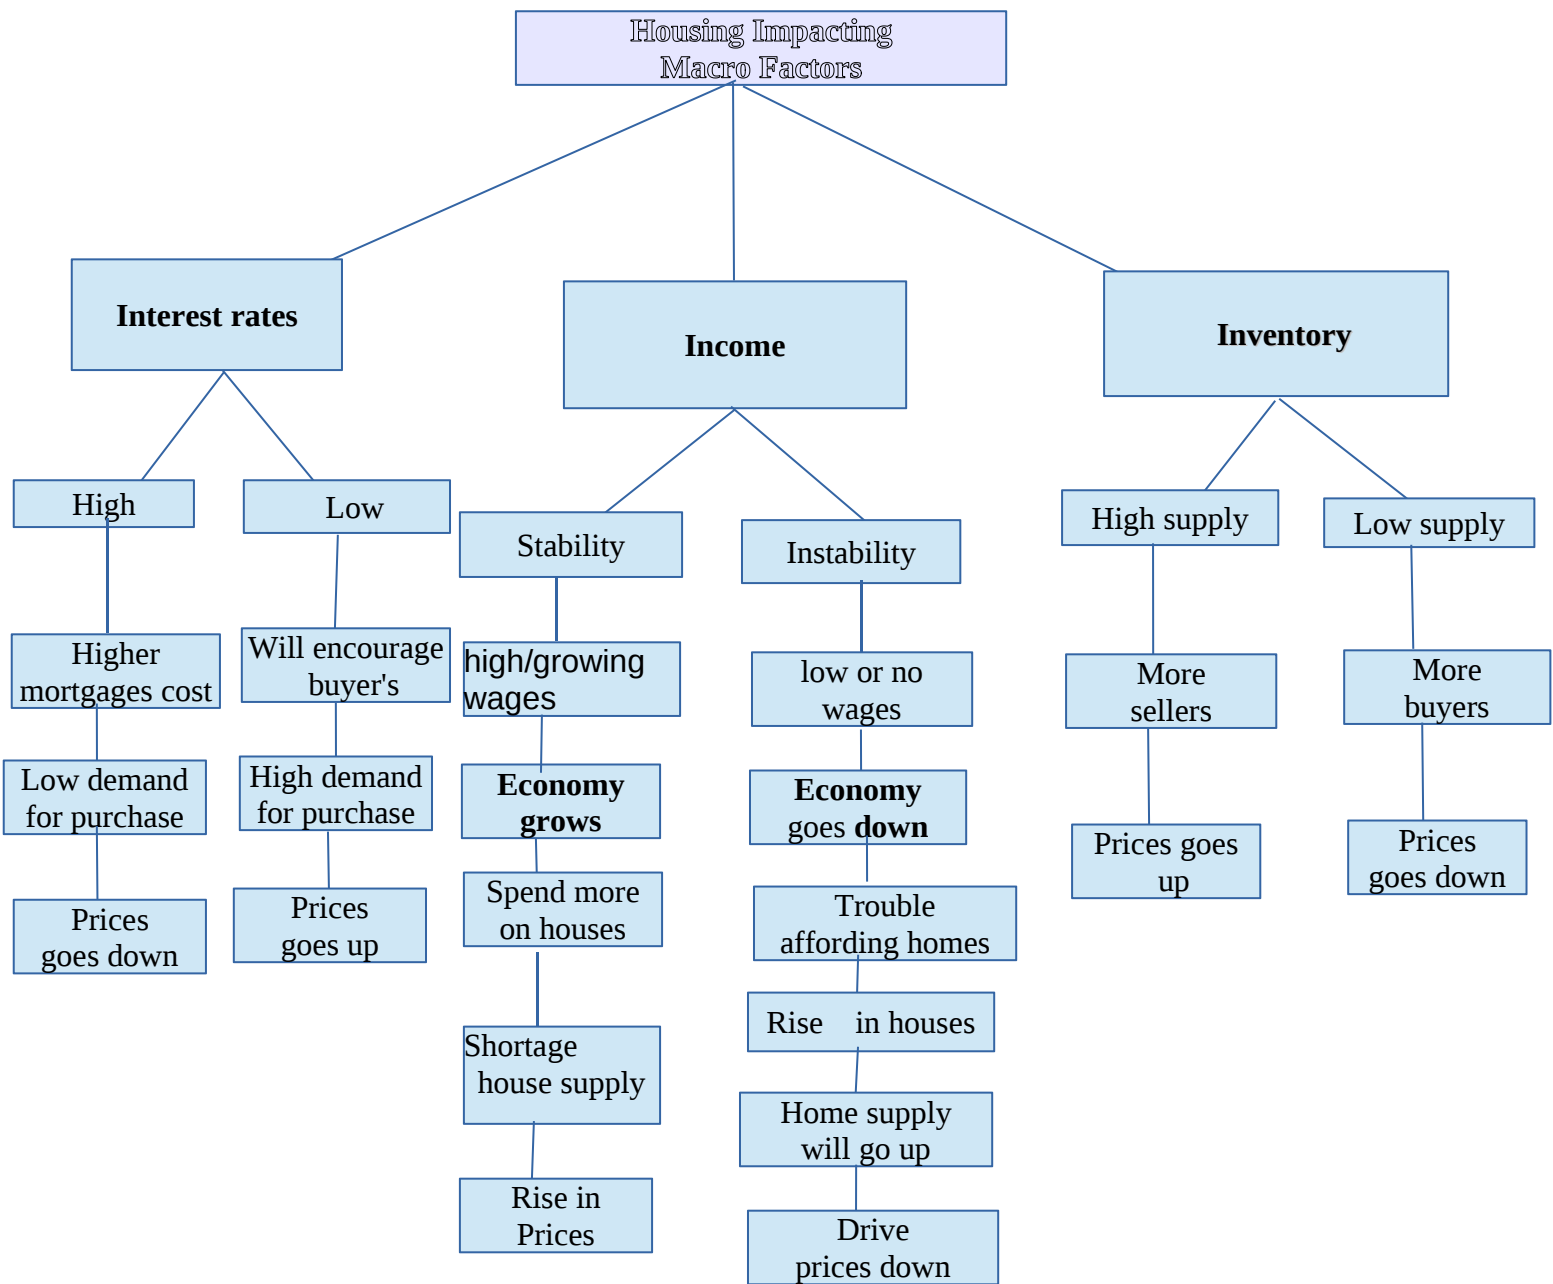 Housing Impacting
Macro Factors
Interest rates
Income
Inventory
High
Low
Stability
Instability
High supply
Low supply
Higher
mortgages cost
Will encourage
buyer's
high/growing
wages
low or no
wages
More
sellers
More
buyers
Low demand
for purchase
High demand
for purchase
Economy
grows
Economy
goes down
Prices goes
up
Prices
goes down
Prices
goes down
Prices
goes up
Spend more
on houses
Trouble
affording homes
Rise in houses
Shortage
house supply
Home supply
will go up
Rise in
Prices
Drive
prices down